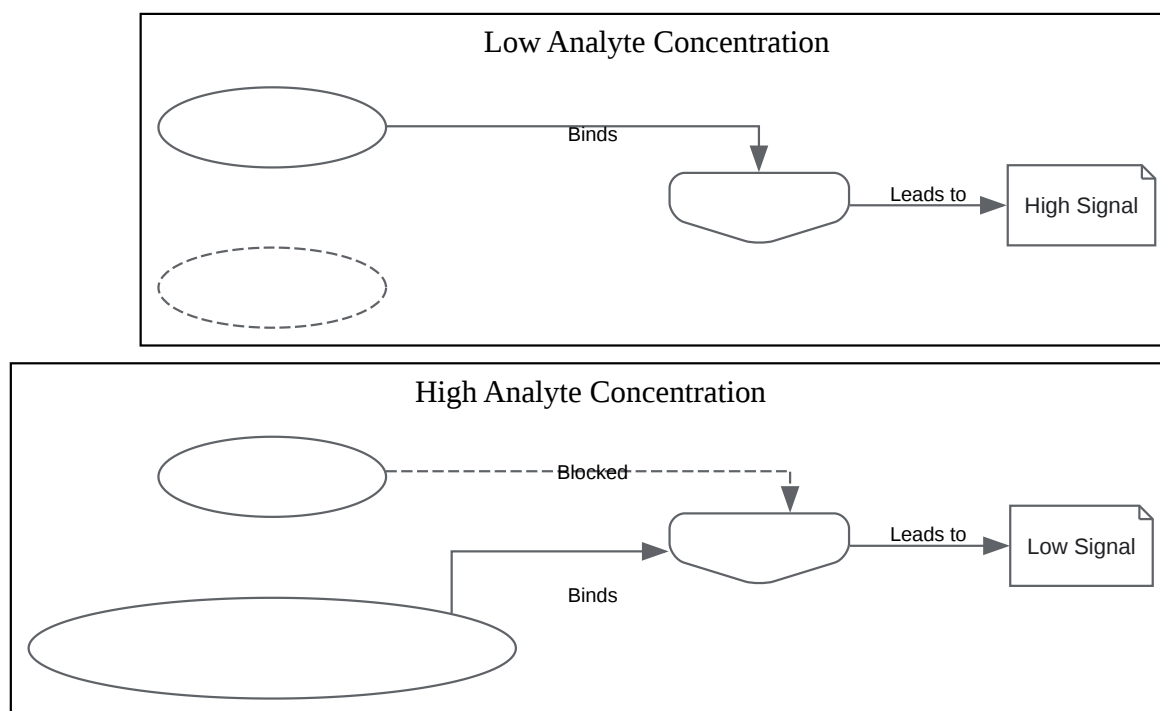 Low Analyte Concentration
Binds
Leads to
High Signal
High Analyte Concentration
Blocked
Leads to
Low Signal
Binds